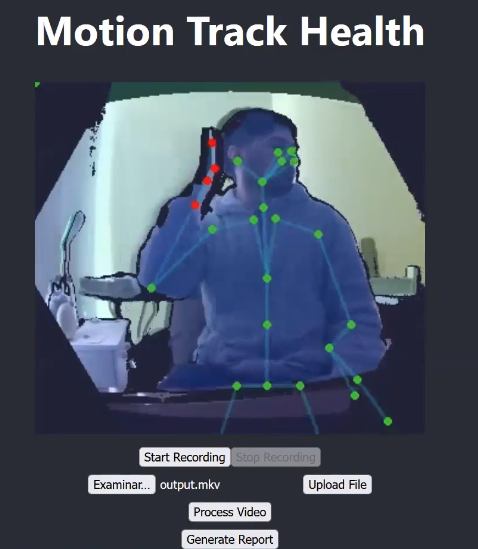 Motion Track Health
Start Recording Stop Recording
Examinar... output.mkv Upload File
Process Video
Generate Report